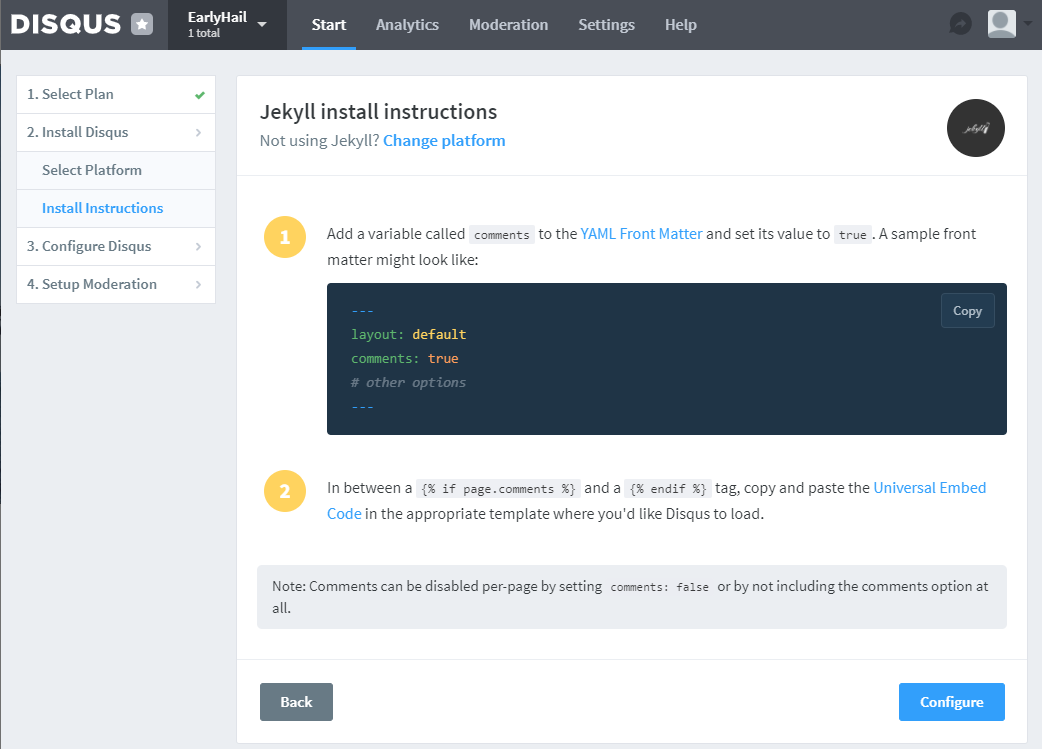 DISQUS
EarlyHail
1 total
Start
Analytics
Moderation
Settings
Help
1. Select Plan
2. Install Disqus
Select Platform
Install Instructions
3. Configure Disqus
4. Setup Moderation
Jekyll install instructions
Not using Jekyll? Change platform
jekyll
1
Add a variable called comments to the YAML Front Matter and set its value to true. A sample front
matter might look like:
Copy
---
layout: default
comments: true
# other options
---
2
In between a {% if page.comments %} and a {% endif %} tag, copy and paste the Universal Embed
Code in the appropriate template where you'd like Disqus to load.
Note: Comments can be disabled per-page by setting comments: false or by not including the comments option at
all.
Back
Configure